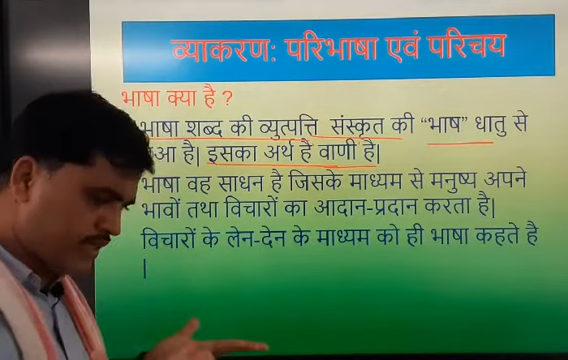 व्याकरण: परिभाषा एवं परिचय
भाषा क्या है ?
भाषा शब्द की व्युत्पत्ति संस्कृत की “भाष” धातु से
आ है| इसका अर्थ है वाणी है|
भाषा वह साधन है जिसके माध्यम से मनुष्य अपने
भावों तथा विचारों का आदान-प्रदान करता है|
विचारों के लेन-देन के माध्यम को ही भाषा कहते है
|